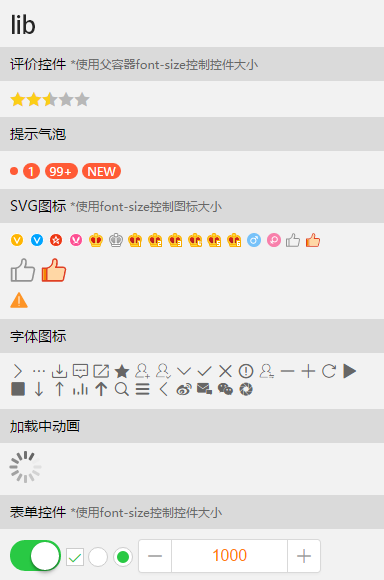 lib
评价控件 *使用父容器font-size控制控件大小
提示气泡
1 99+ NEW
SVG图标 *使用font-size控制图标大小
字体图标
加载中动画
表单控件 *使用font-size控制控件大小
1000